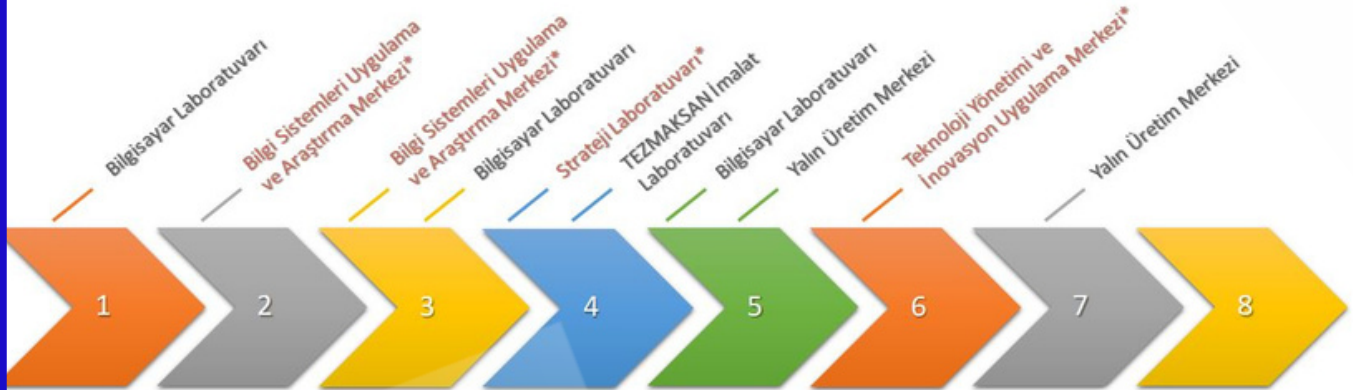 Bilgisayar Laboratuvarı
Bilgi Sistemleri Uygulama
ve Araştırma Merkezi*
Bilgi Sistemleri Uygulama
ve Araştırma Merkezi*
Bilgisayar Laboratuvarı
Strateji Laboratuvarı*
TEZMAKSAN İmalat
Laboratuvarı
Bilgisayar Laboratuvarı
Yalın Üretim Merkezi
Teknoloji Yönetimi ve
İnovasyon Uygulama Merkezi*
Yalın Üretim Merkezi
1
2
3
4
5
6
7
8